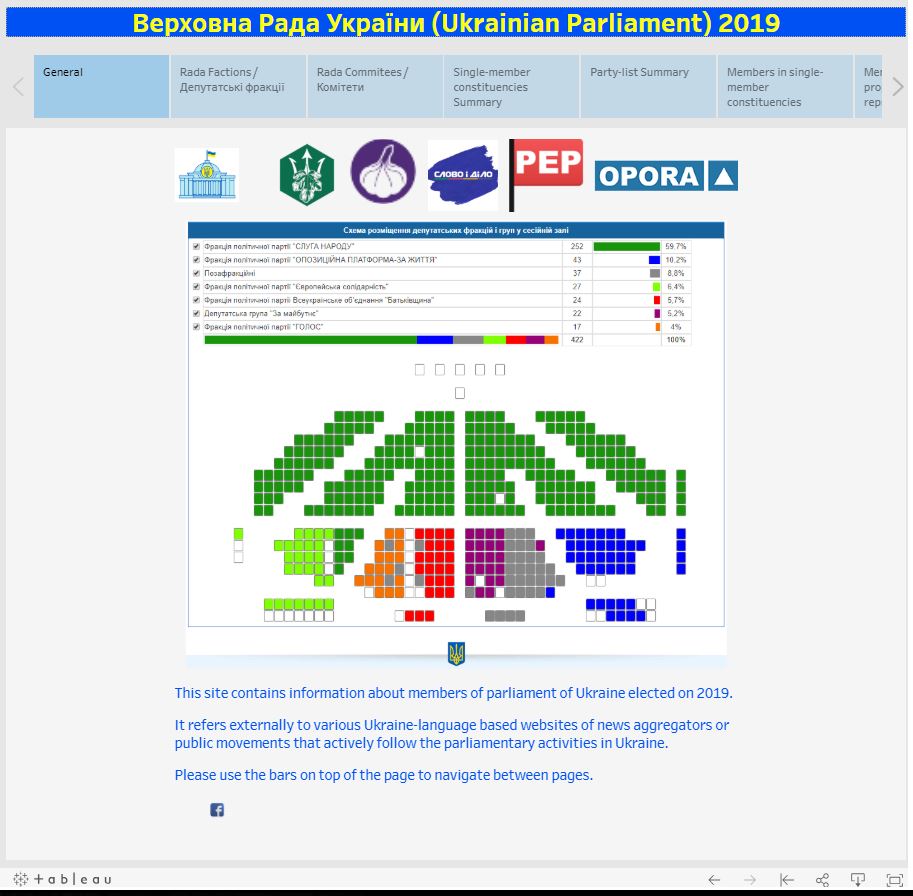 Верховна Рада України (Ukrainian Parliament) 2019
General
Rada Factions /
Депутатські фракції
Rada Commitees /
Комітети
Single-member
constituencies
Summary
Party-list Summary
Members in single-
member
constituencies
Mer
pro
rep
СЛОВО і ДІЛО
PEP
OPORA
Схема розміщення депутатських фракцій і груп у сесійній залі
Фракція політичної партії "СЛУГА НАРОДУ" 252 59,7%
Фракція політичної партії "ОПОЗИЦІЙНА ПЛАТФОРМА-ЗА ЖИТТЯ" 43 10,2%
Позафракційні 37 8,8%
Фракція політичної партії "Європейська солідарність" 27 6,4%
Фракція політичної партії Всеукраїнське об'єднання "Батьківщина" 24 5,7%
Депутатська група "За майбутнє" 22 5,2%
Фракція політичної партії "ГОЛОС" 17 4%
422 100%
This site contains information about members of parliament of Ukraine elected on 2019.
It refers externally to various Ukraine-language based websites of news aggregators or
public movements that actively follow the parliamentary activities in Ukraine.
Please use the bars on top of the page to navigate between pages.
+ a b | e a u